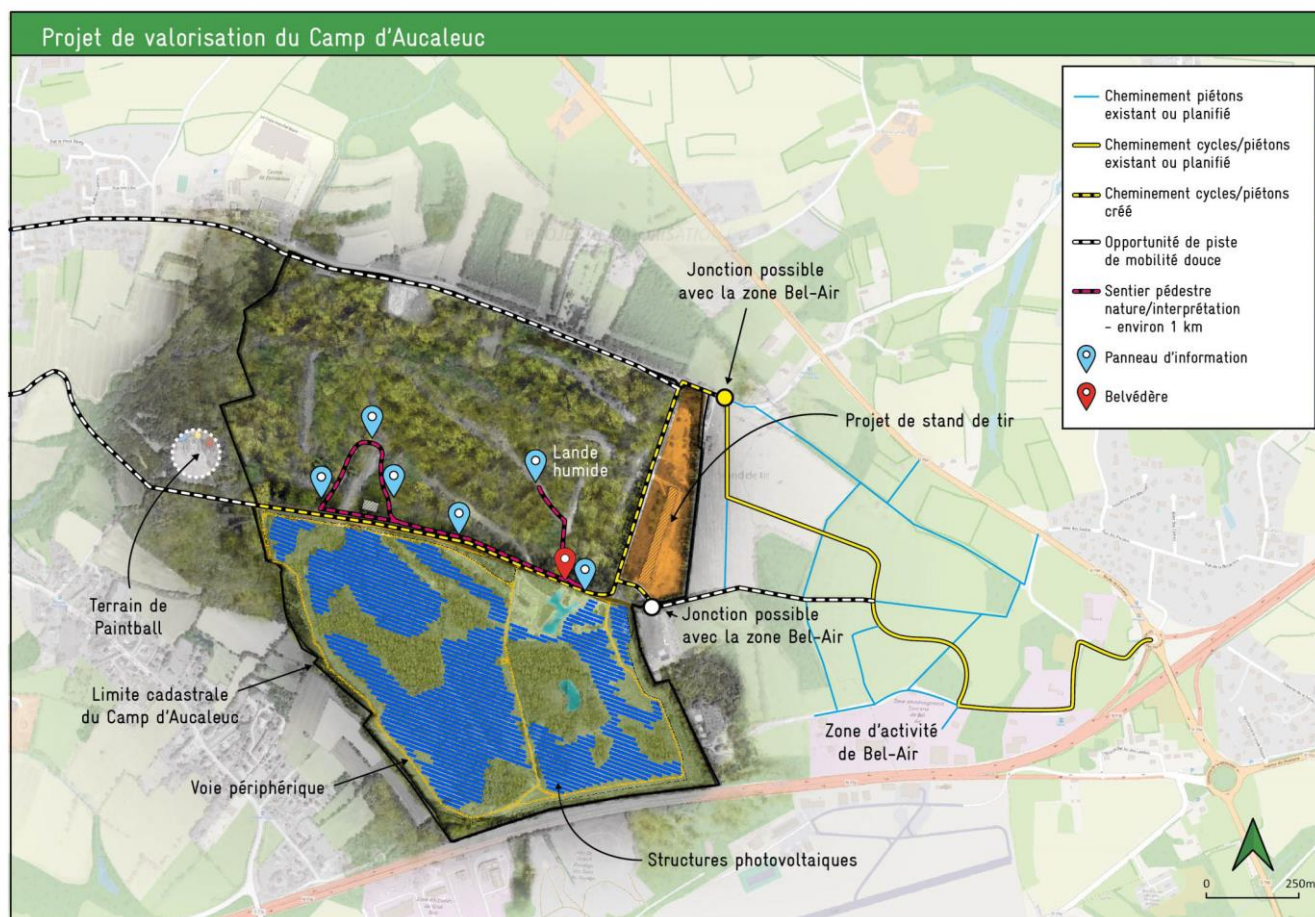 Projet de valorisation du Camp d'Aucaleuc
Cheminement piétons
existant ou planifié
Cheminement cycles/piétons
existant ou planifié
Cheminement cycles/piétons
créé
Opportunité de piste
de mobilité douce
Sentier pédestre
nature/interprétation
- environ 1 km
Panneau d'information
Belvédère
Jonction possible
avec la zone Bel-Air
Projet de stand de tir
Lande
humide
Terrain de
Paintball
Jonction possible
avec la zone Bel-Air
Limite cadastrale
du Camp d'Aucaleuc
Zone d'activité
de Bel-Air
Voie périphérique
Structures photovoltaiques
0
250m